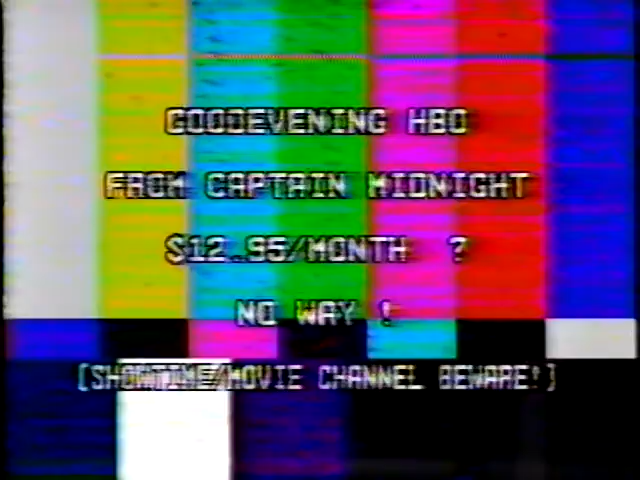 GOODEVENING HBO
FROM CAPTAIN MIDNIGHT
$12.95/MONTH ?
NO WAY !
[SHOWTIME/MOVIE CHANNEL BEWARE!]